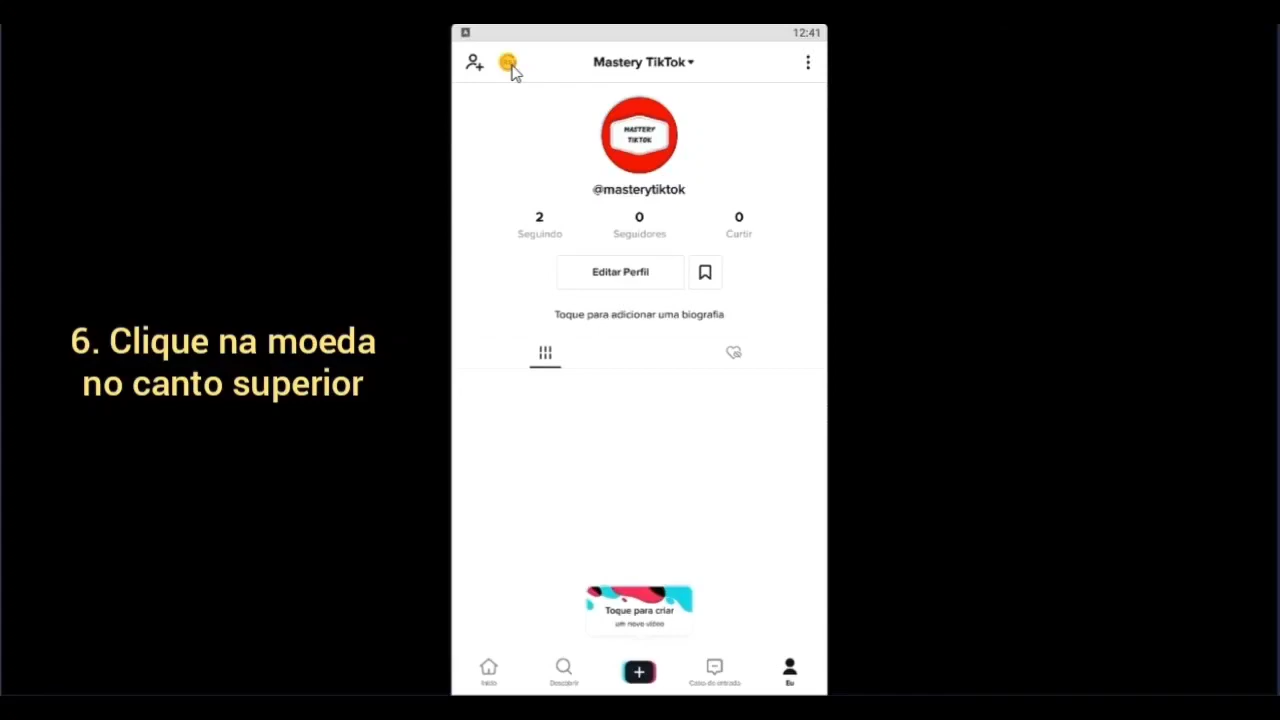 12:41
Mastery TikTok
MASTERY
TIKTOK
@masterytiktok
2 0 0
Seguindo Seguidores Curtir
Editar Perfil
Toque para adicionar uma biografia
6. Clique na moeda
no canto superior
Toque para criar
um novo vídeo
Início Descobrir Caixa de entrada Eu